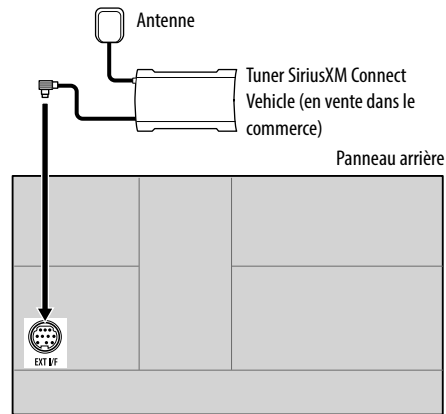 Antenne
Tuner SiriusXM Connect
Vehicle (en vente dans le
commerce)
Panneau arrière
EXT I/F